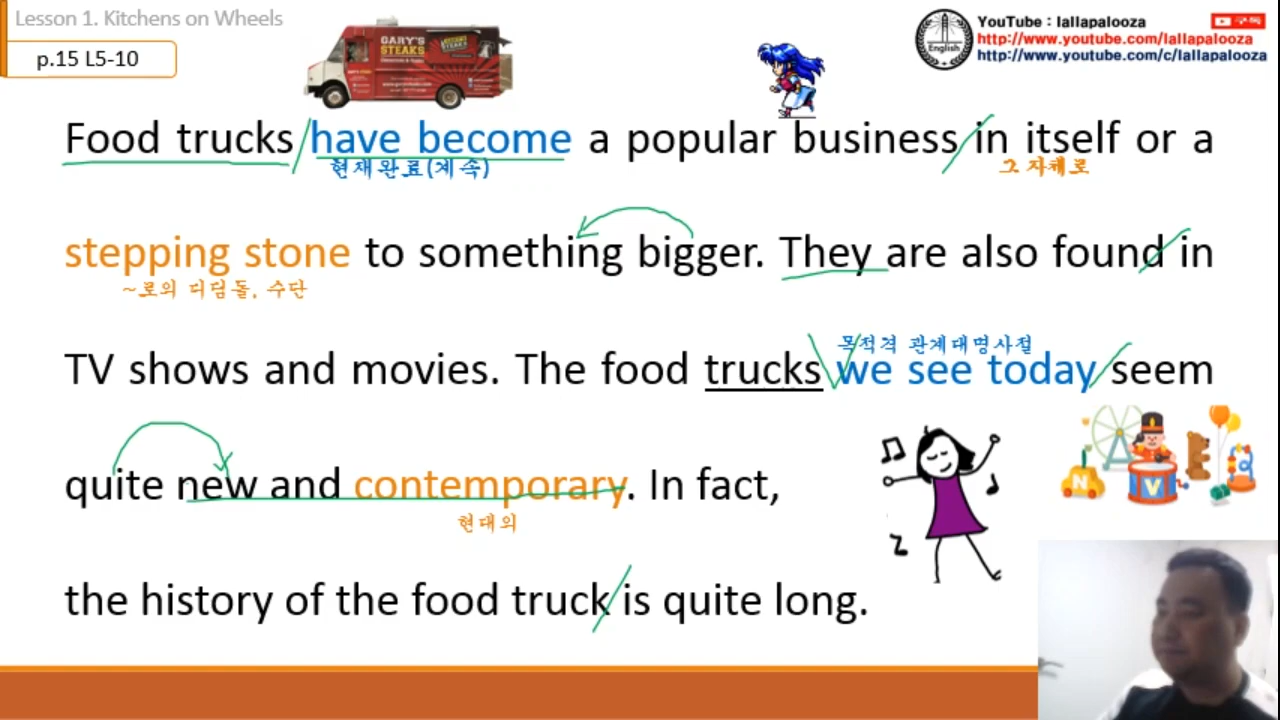 Lesson 1. Kitchens on Wheels
p.15 L5-10
GARY'S
STEAKS
YouTube : lallapalooza
구독
http://www.youtube.com/lallapalooza
http://www.youtube.com/c/lallapalooza
English
Food trucks have become a popular business in itself or a
현재완료(계속)
그 자체로
stepping stone to something bigger. They are also found in
~로의 디딤돌, 수단
목적격 관계대명사절
TV shows and movies. The food trucks we see today seem
quite new and contemporary. In fact,
현대의
N
V
the history of the food truck is quite long.